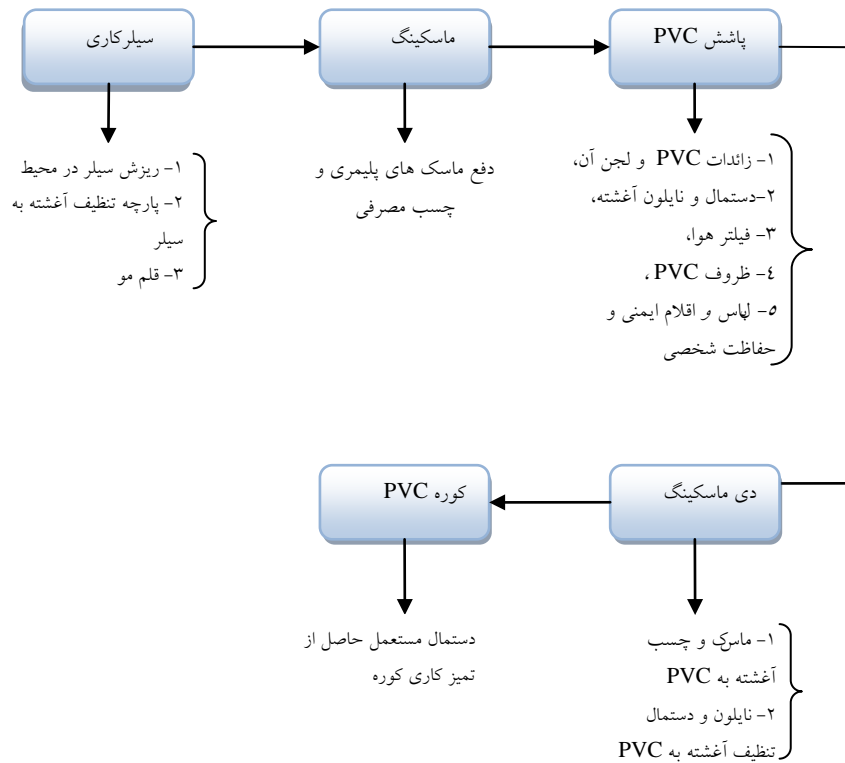 سیلرکاری
ماسکینگ
پاشش PVC
۱- ریزش سیلر در محیط
۲- پارچه تنظیف آغشته به
سیلر
۳- قلم مو
دفع ماسک های پلیمری و
چسب مصرفی
۱- زائدات PVC و لجن آن،
۲-دستمال و نایلون آغشته،
۳- فیلتر هوا،
٤- ظروف PVC ،
٥- لباس و اقلام ایمنی و
حفاظت شخصی
دی ماسکینگ
کوره PVC
۱- ماسک و چسب
آغشته به PVC
۲- نایلون و دستمال
تنظیف آغشته به PVC
دستمال مستعمل حاصل از
تمیز کاری کوره